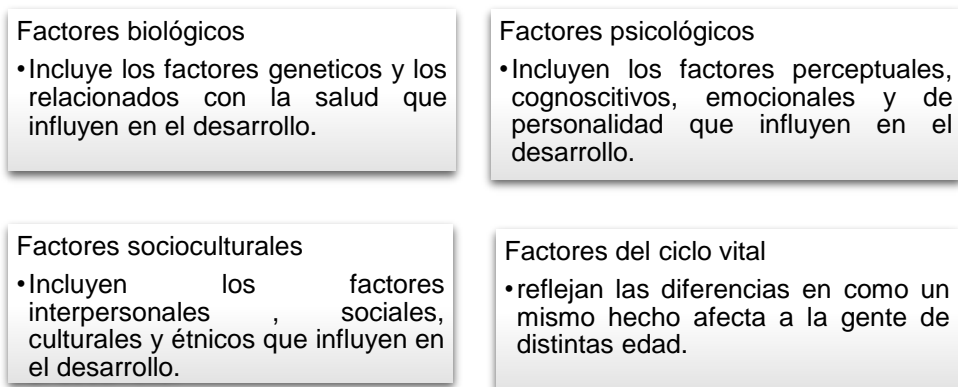 Factores biológicos
•Incluye los factores geneticos y los
relacionados con la salud que
influyen en el desarrollo.
Factores psicológicos
•Incluyen los factores perceptuales,
cognoscitivos, emocionales y de
personalidad que influyen en el
desarrollo.
Factores socioculturales
•Incluyen los factores
interpersonales , sociales,
culturales y étnicos que influyen en
el desarrollo.
Factores del ciclo vital
•reflejan las diferencias en como un
mismo hecho afecta a la gente de
distintas edad.